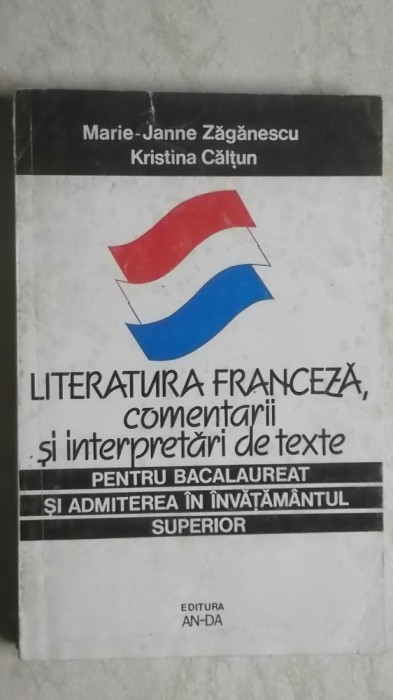 Marie-Janne Zăgănescu
Kristina Călțun
LITERATURA FRANCEZĂ,
comentarii
și interpretări de texte
PENTRU BACALAUREAT
ȘI ADMITEREA ÎN ÎNVĂȚĂMÂNTUL
SUPERIOR
EDITURA
AN-DA